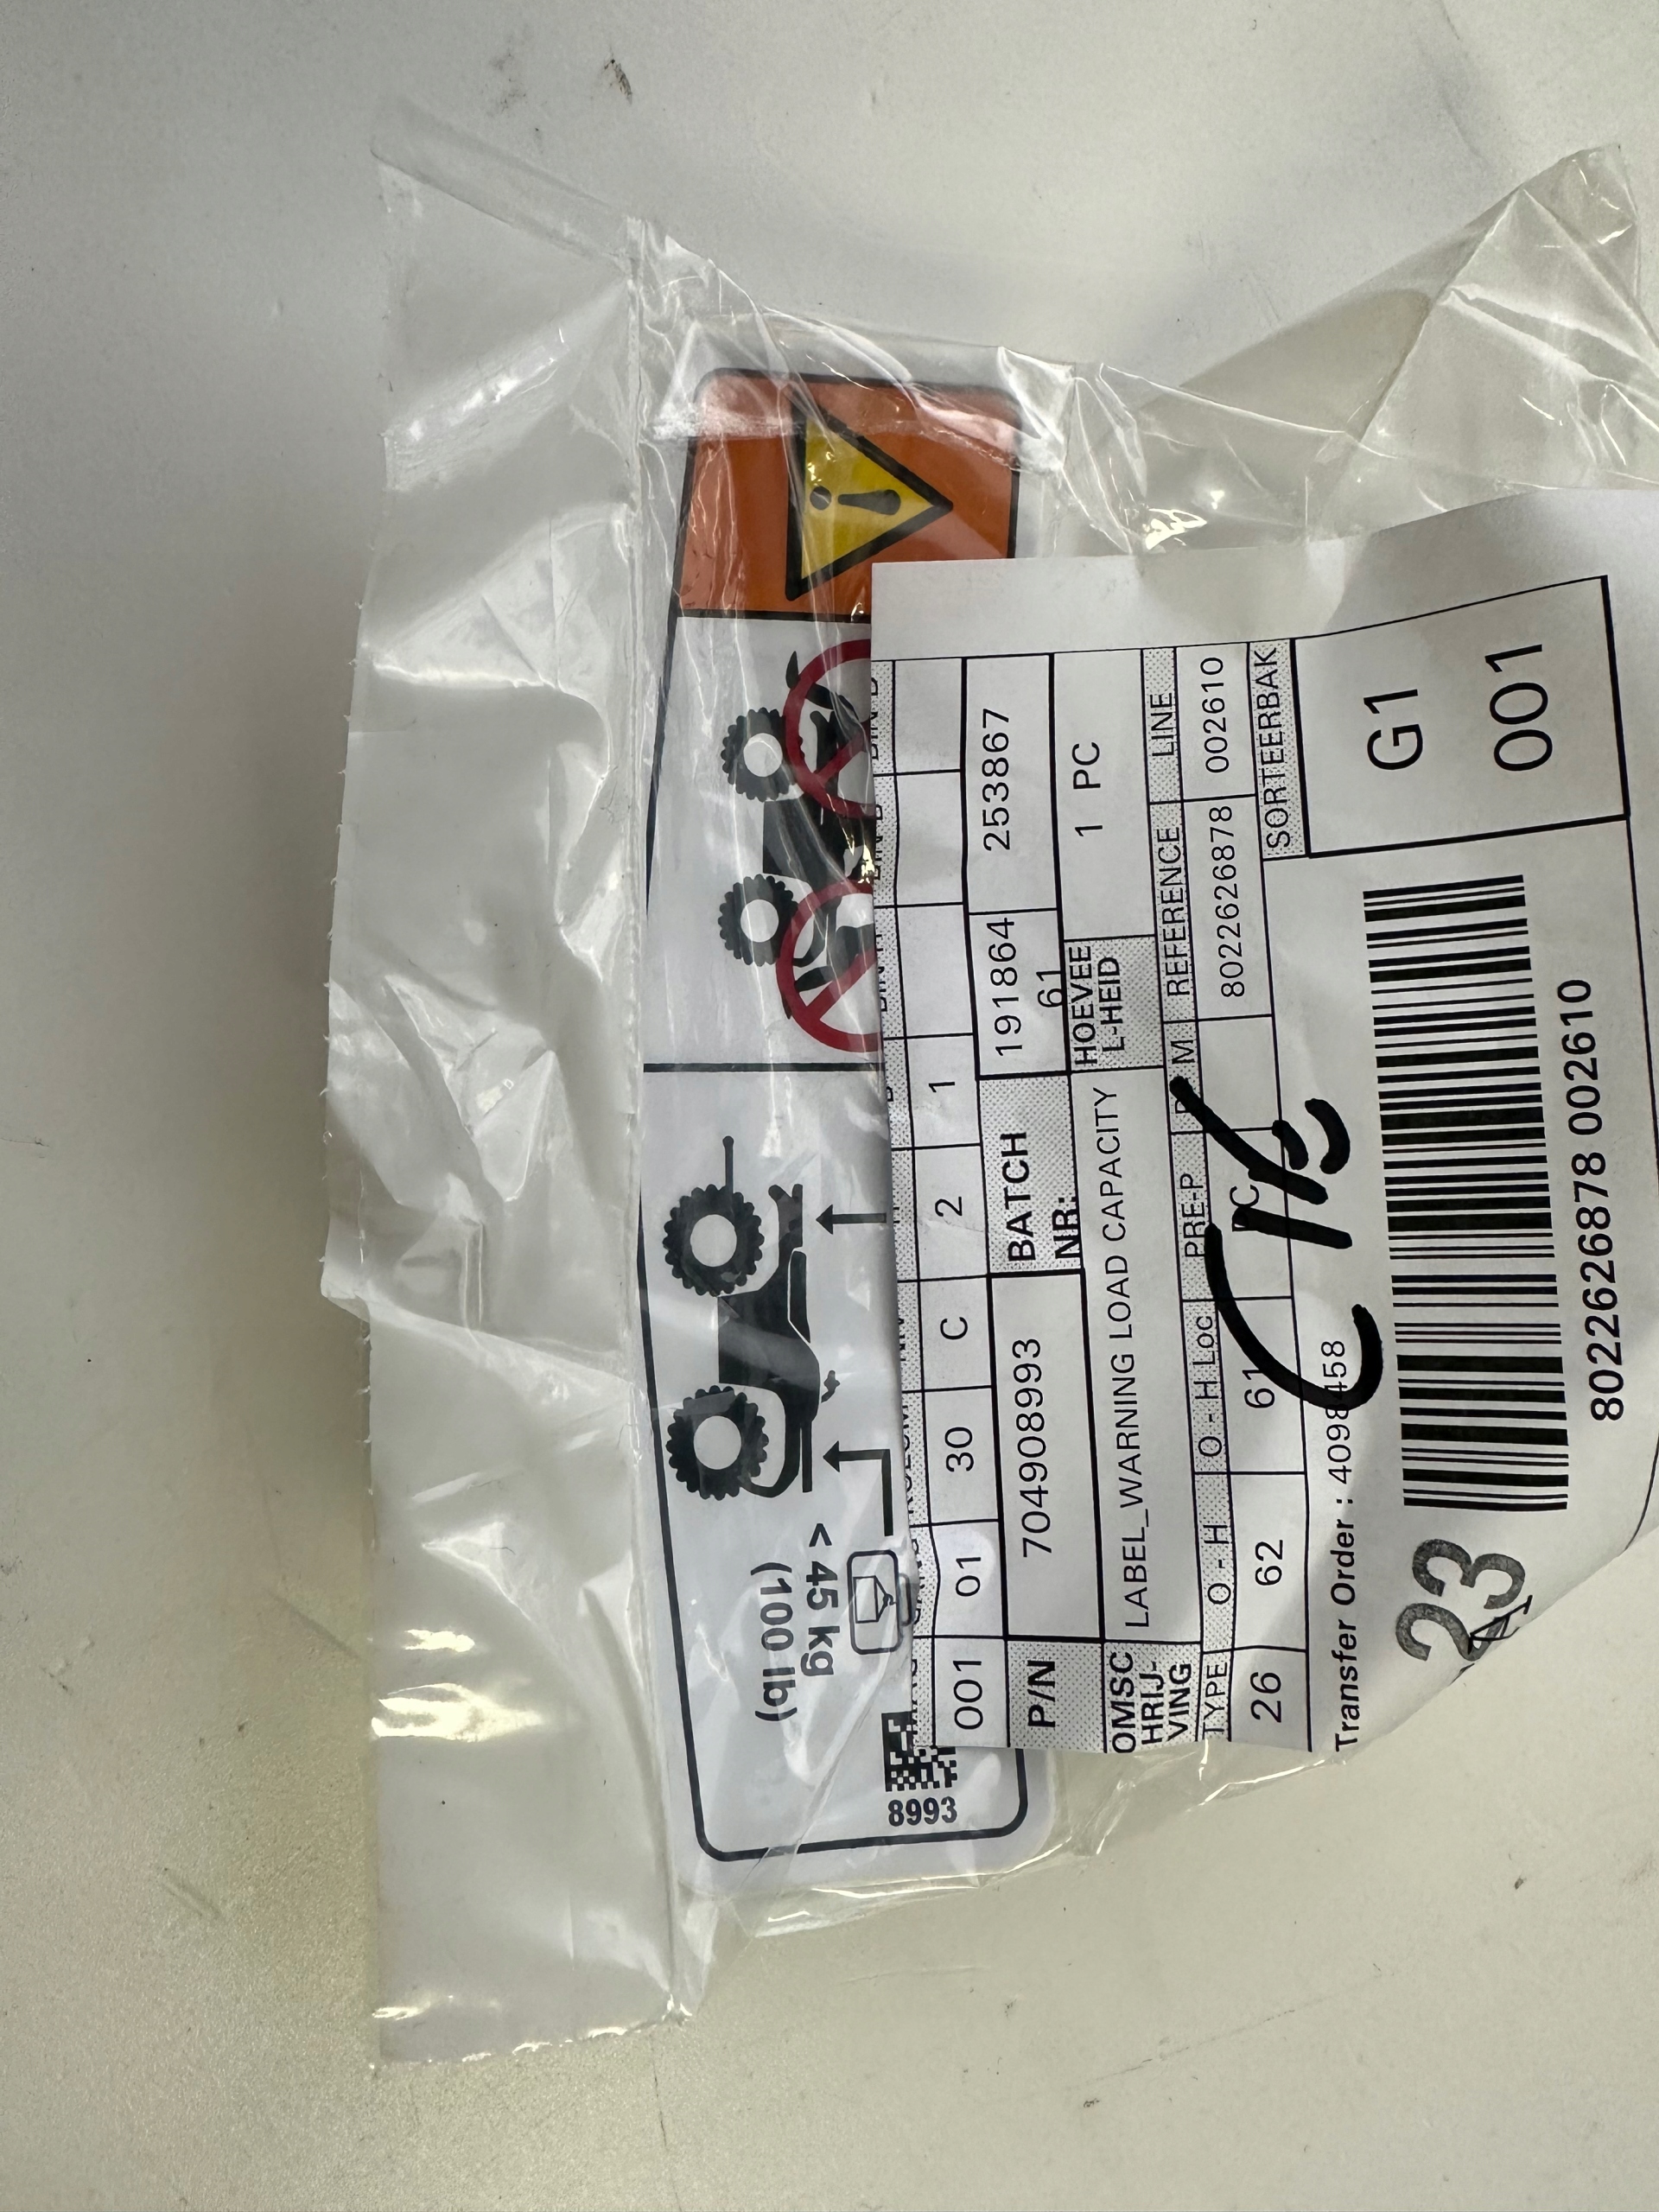 < 45 kg
(100 lb)
8993
001 01 30 C 2 1
P/N 704908993 BATCH NR: 191864 61 253867
OMSC HRIJ- VING LABEL_WARNING LOAD CAPACITY HOEVEE L-HEID 1 PC
TYPE O - H O - H Loc PRE-P M REFERENCE LINE
26 62 61 8022626878 002610
SORTEERBAK
G1
001
Transfer Order :
23
8022626878 002610